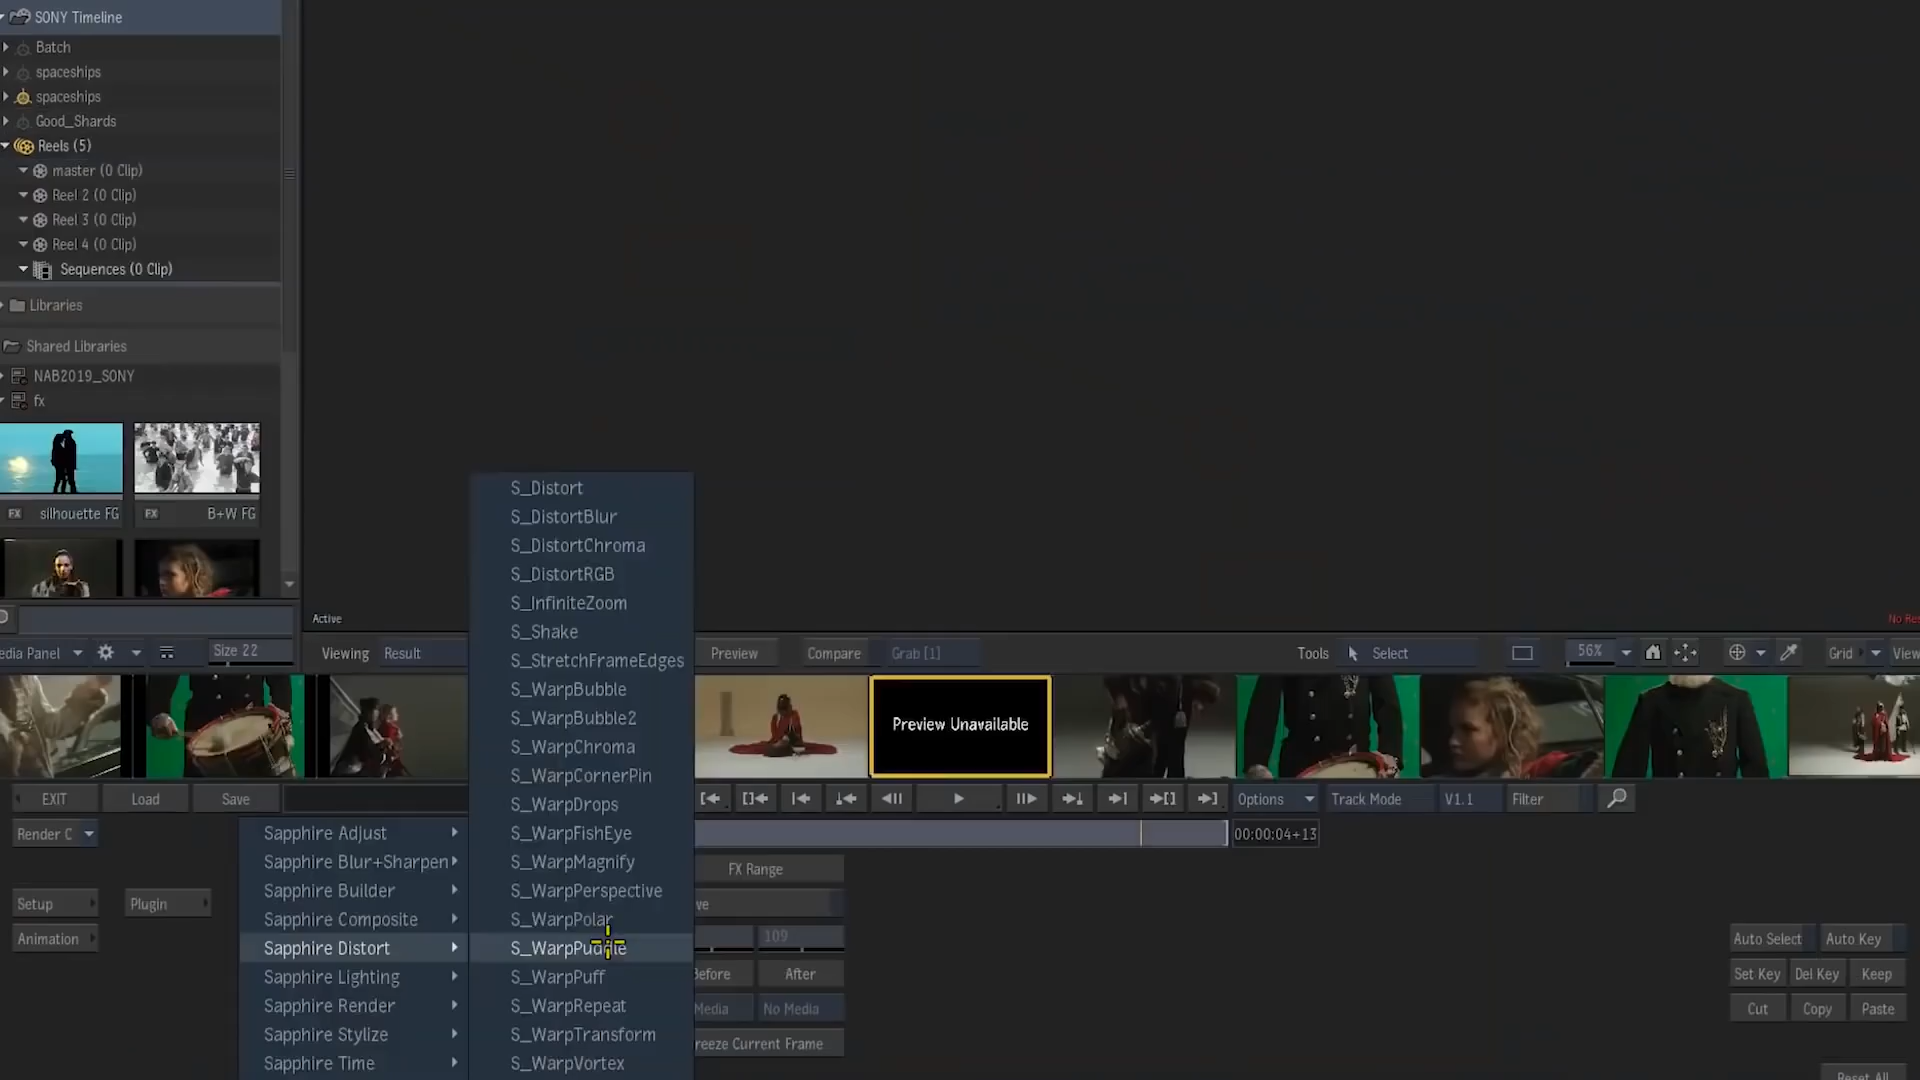 SONY Timeline
Batch
spaceships
spaceships
Good_Shards
Reels (5)
master (0 Clip)
Reel 2 (0 Clip)
Reel 3 (0 Clip)
Reel 4 (0 Clip)
Sequences (0 Clip)
Libraries
Shared Libraries
NAB2019_SONY
fx
FX silhouette FG
FX B+W FG
edia Panel
Size 22
Active
No Res
Viewing Result
Preview
Compare
Grab [1]
Tools
Select
56%
Grid
View
Preview Unavailable
EXIT
Load
Save
Options
Track Mode
V1.1
Filter
Render C
00:00:04+13
Setup
Plugin
Animation
Sapphire Adjust
Sapphire Blur+Sharpen
Sapphire Builder
Sapphire Composite
Sapphire Distort
Sapphire Lighting
Sapphire Render
Sapphire Stylize
Sapphire Time
S_Distort
S_DistortBlur
S_DistortChroma
S_DistortRGB
S_InfiniteZoom
S_Shake
S_StretchFrameEdges
S_WarpBubble
S_WarpBubble2
S_WarpChroma
S_WarpCornerPin
S_WarpDrops
S_WarpFishEye
S_WarpMagnify
S_WarpPerspective
S_WarpPolar
S_WarpPuddle
S_WarpPuff
S_WarpRepeat
S_WarpTransform
S_WarpVortex
FX Range
ve
109
Before
After
Media
No Media
reeze Current Frame
Auto Select
Auto Key
Set Key
Del Key
Keep
Cut
Copy
Paste
Reset All